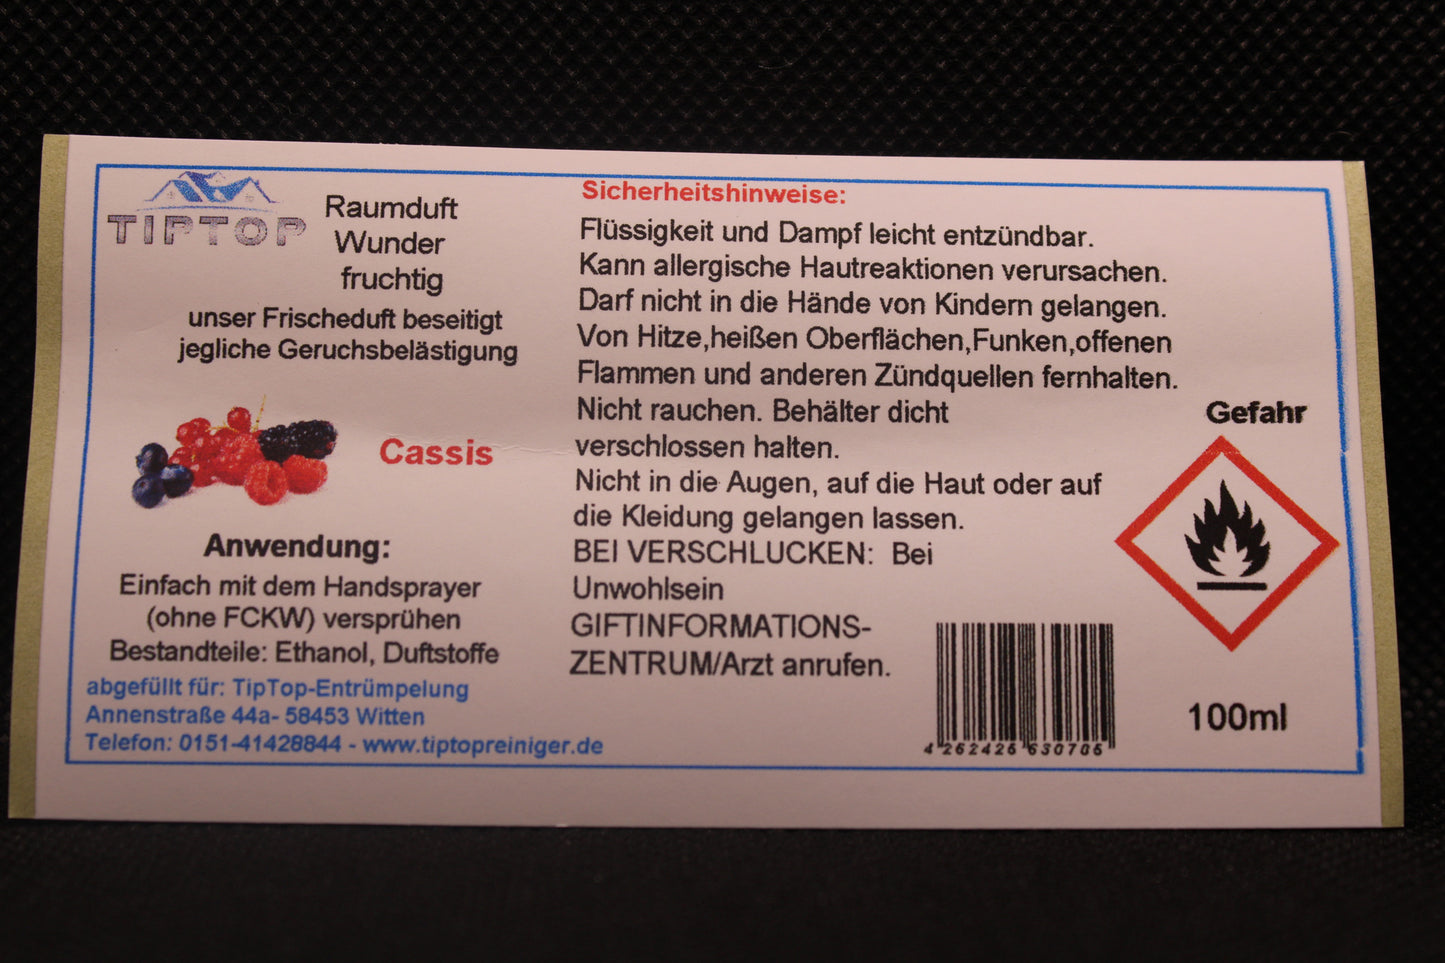 TIPTOP
Raumduft
Wunder
fruchtig
unser Frischeduft beseitigt
jegliche Geruchsbelästigung
Cassis
Anwendung:
Einfach mit dem Handsprayer
(ohne FCKW) versprühen
Bestandteile: Ethanol, Duftstoffe
abgefüllt für: TipTop-Entrümpelung
Annenstraße 44a- 58453 Witten
Telefon: 0151-41428844 - www.tiptopreiniger.de
Sicherheitshinweise:
Flüssigkeit und Dampf leicht entzündbar.
Kann allergische Hautreaktionen verursachen.
Darf nicht in die Hände von Kindern gelangen.
Von Hitze,heißen Oberflächen,Funken,offenen
Flammen und anderen Zündquellen fernhalten.
Nicht rauchen. Behälter dicht
verschlossen halten.
Nicht in die Augen, auf die Haut oder auf
die Kleidung gelangen lassen.
BEI VERSCHLUCKEN: Bei
Unwohlsein
GIFTINFORMATIONS-
ZENTRUM/Arzt anrufen.
Gefahr
4 262426 630706
100ml